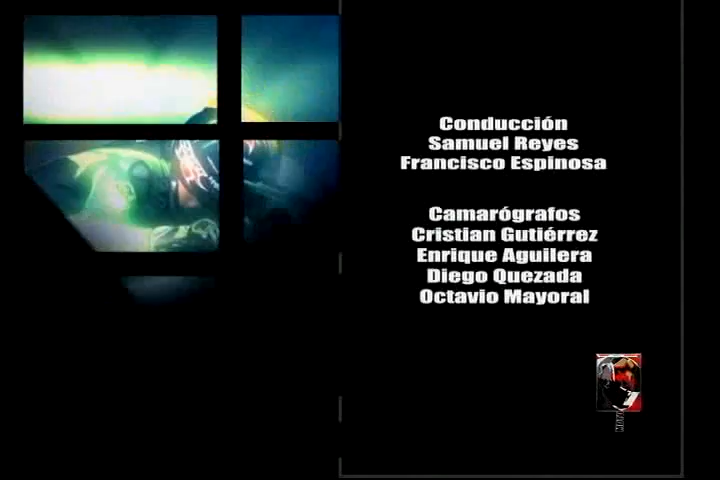 Conducción
Samuel Reyes
Francisco Espinosa
Camarógrafos
Cristian Gutiérrez
Enrique Aguilera
Diego Quezada
Octavio Mayoral